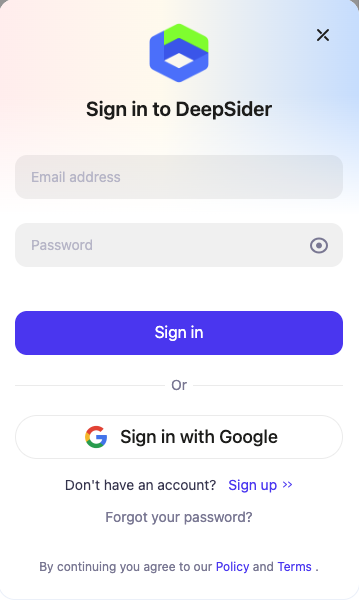 Sign in to DeepSider
Email address
Password
Sign in
Or
Sign in with Google
Don't have an account? Sign up >>
Forgot your password?
By continuing you agree to our Policy and Terms .